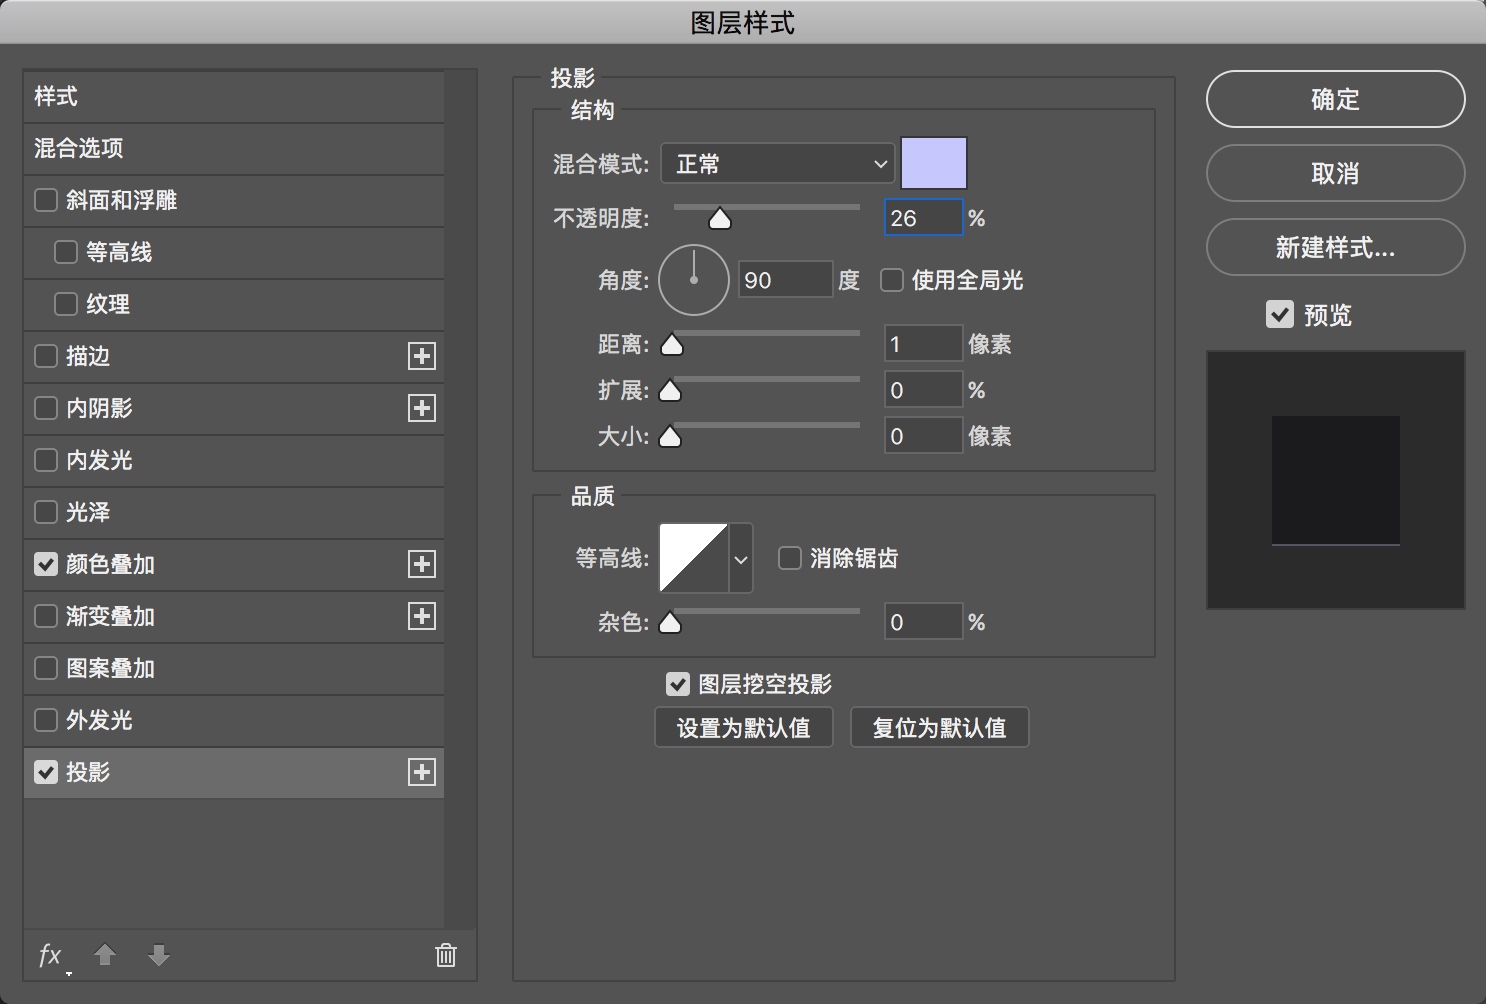 图层样式
样式
混合选项
斜面和浮雕
等高线
纹理
描边
内阴影
内发光
光泽
颜色叠加
渐变叠加
图案叠加
外发光
投影
fx
投影
结构
混合模式: 正常
不透明度: 26 %
角度: 90 度 使用全局光
距离: 1 像素
扩展: 0 %
大小: 0 像素
品质
等高线: 消除锯齿
杂色: 0 %
图层挖空投影
设置为默认值 复位为默认值
确定
取消
新建样式...
预览